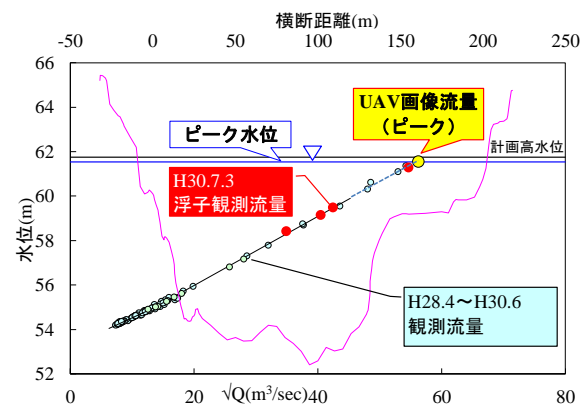 横断距離(m)
-50 0 50 100 150 200 250
66
64
62
60
58
56
54
52
水位(m)
UAV画像流量
(ピーク)
ピーク水位
計画高水位
H30.7.3
浮子観測流量
H28.4～H30.6
観測流量
0 20 40 60 80
√Q(m³/sec)